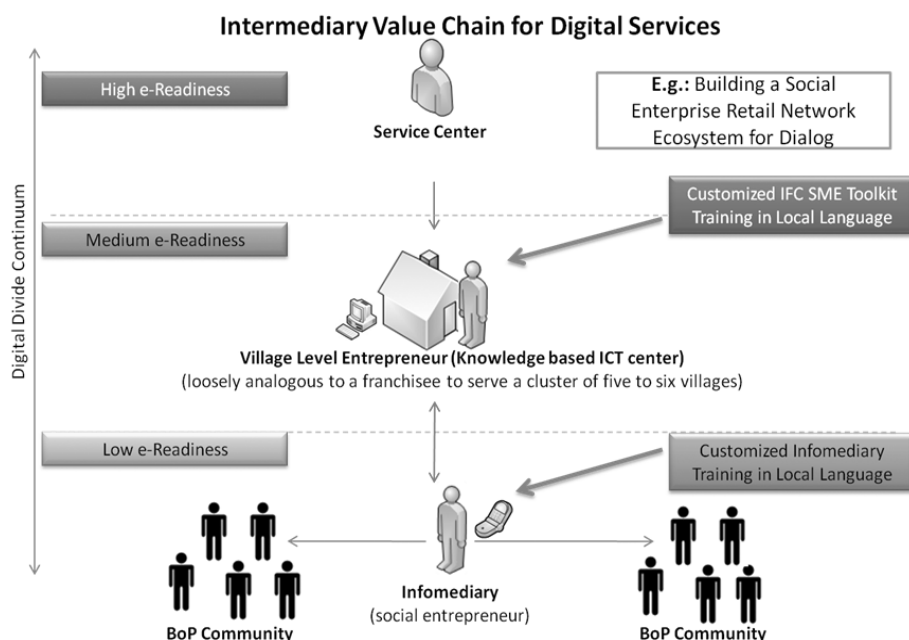 Intermediary Value Chain for Digital Services
High e-Readiness
Service Center
E.g.: Building a Social
Enterprise Retail Network
Ecosystem for Dialog
Digital Divide Continuum
Customized IFC SME Toolkit
Training in Local Language
Medium e-Readiness
Village Level Entrepreneur (Knowledge based ICT center)
(loosely analogous to a franchisee to serve a cluster of five to six villages)
Low e-Readiness
Customized Infomediary
Training in Local Language
Infomediary
(social entrepreneur)
BoP Community
BoP Community